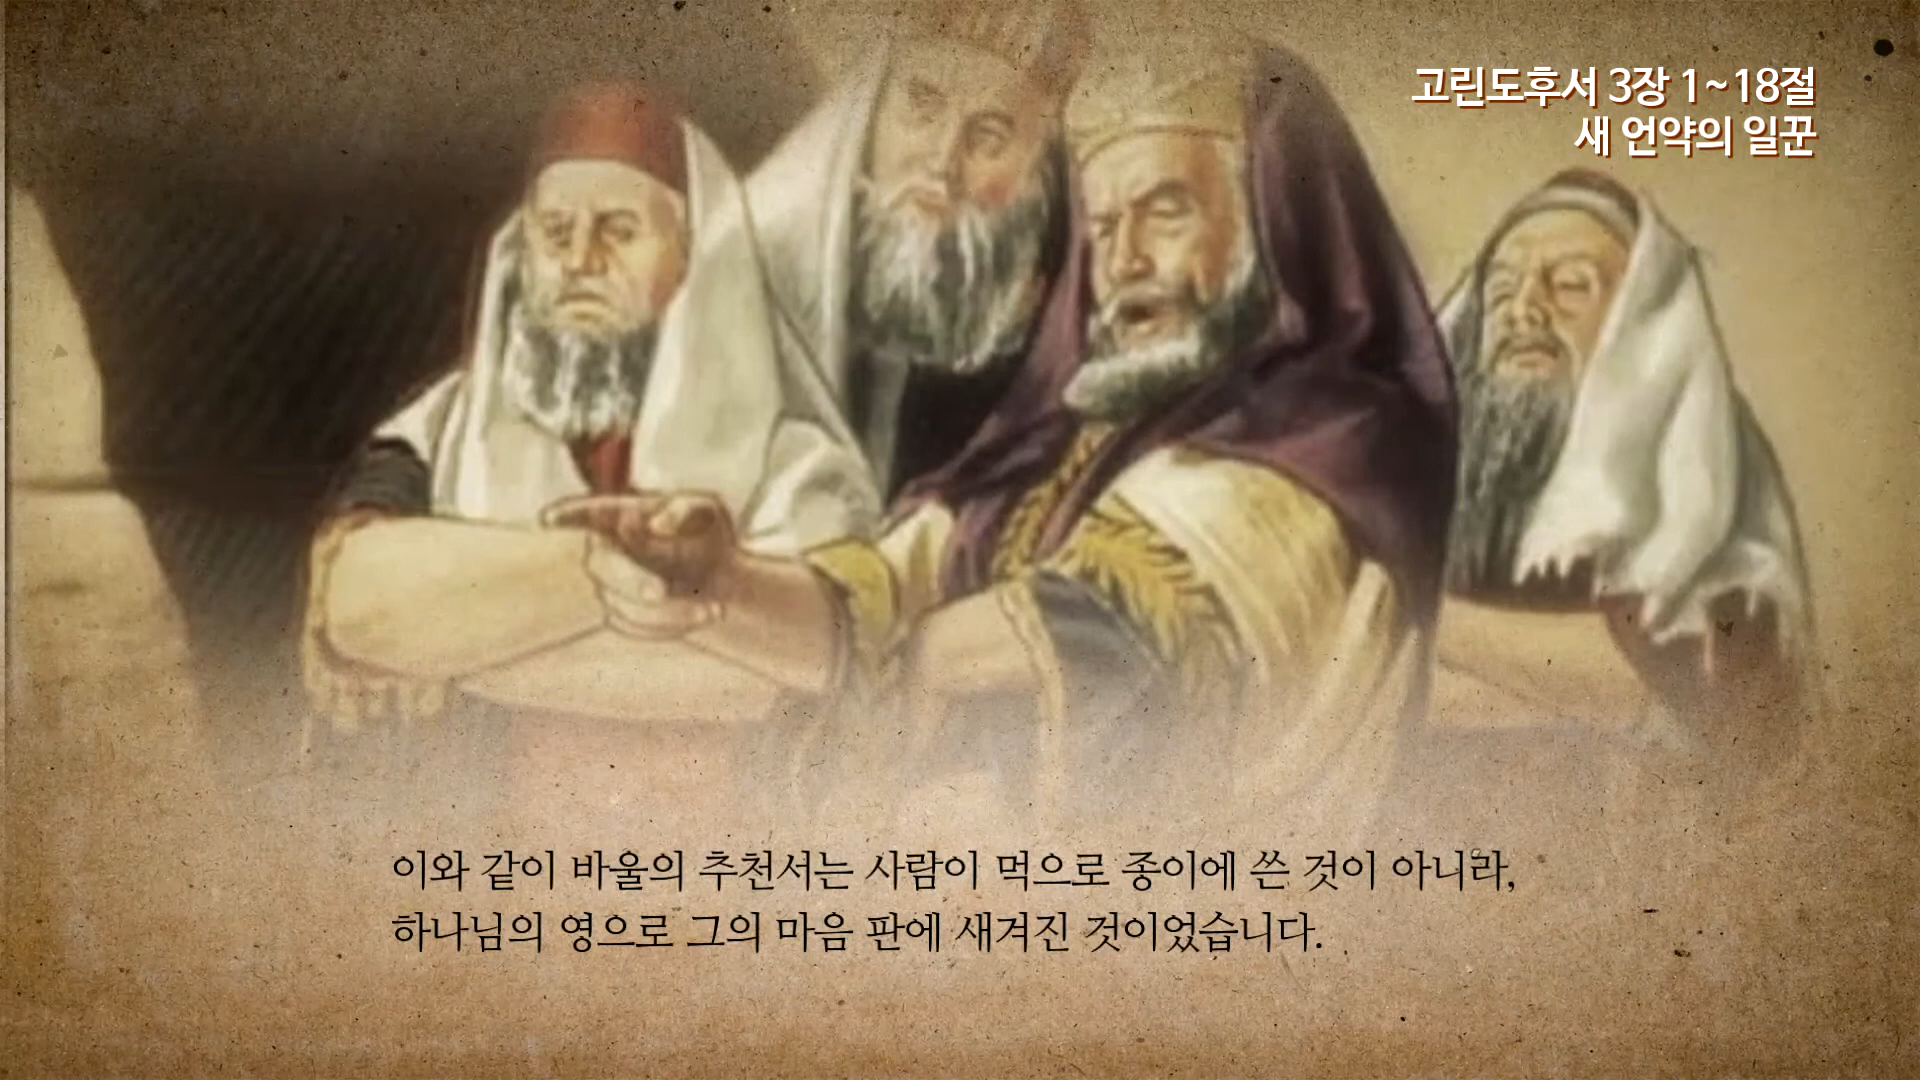 고린도후서 3장 1~18절
새 언약의 일꾼
이와 같이 바울의 추천서는 사람이 먹으로 종이에 쓴 것이 아니라,
하나님의 영으로 그의 마음 판에 새겨진 것이었습니다.